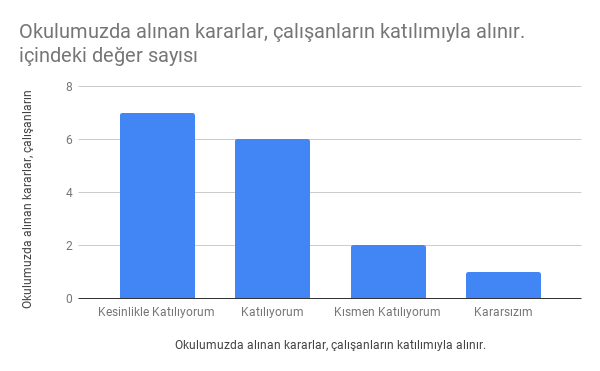 Okulumuzda alınan kararlar, çalışanların katılımıyla alınır.
içindeki değer sayısı
Okulumuzda alınan kararlar, çalışanların
8
6
4
2
0
Kesinlikle Katılıyorum
Katılıyorum
Kısmen Katılıyorum
Kararsızım
Okulumuzda alınan kararlar, çalışanların katılımıyla alınır.